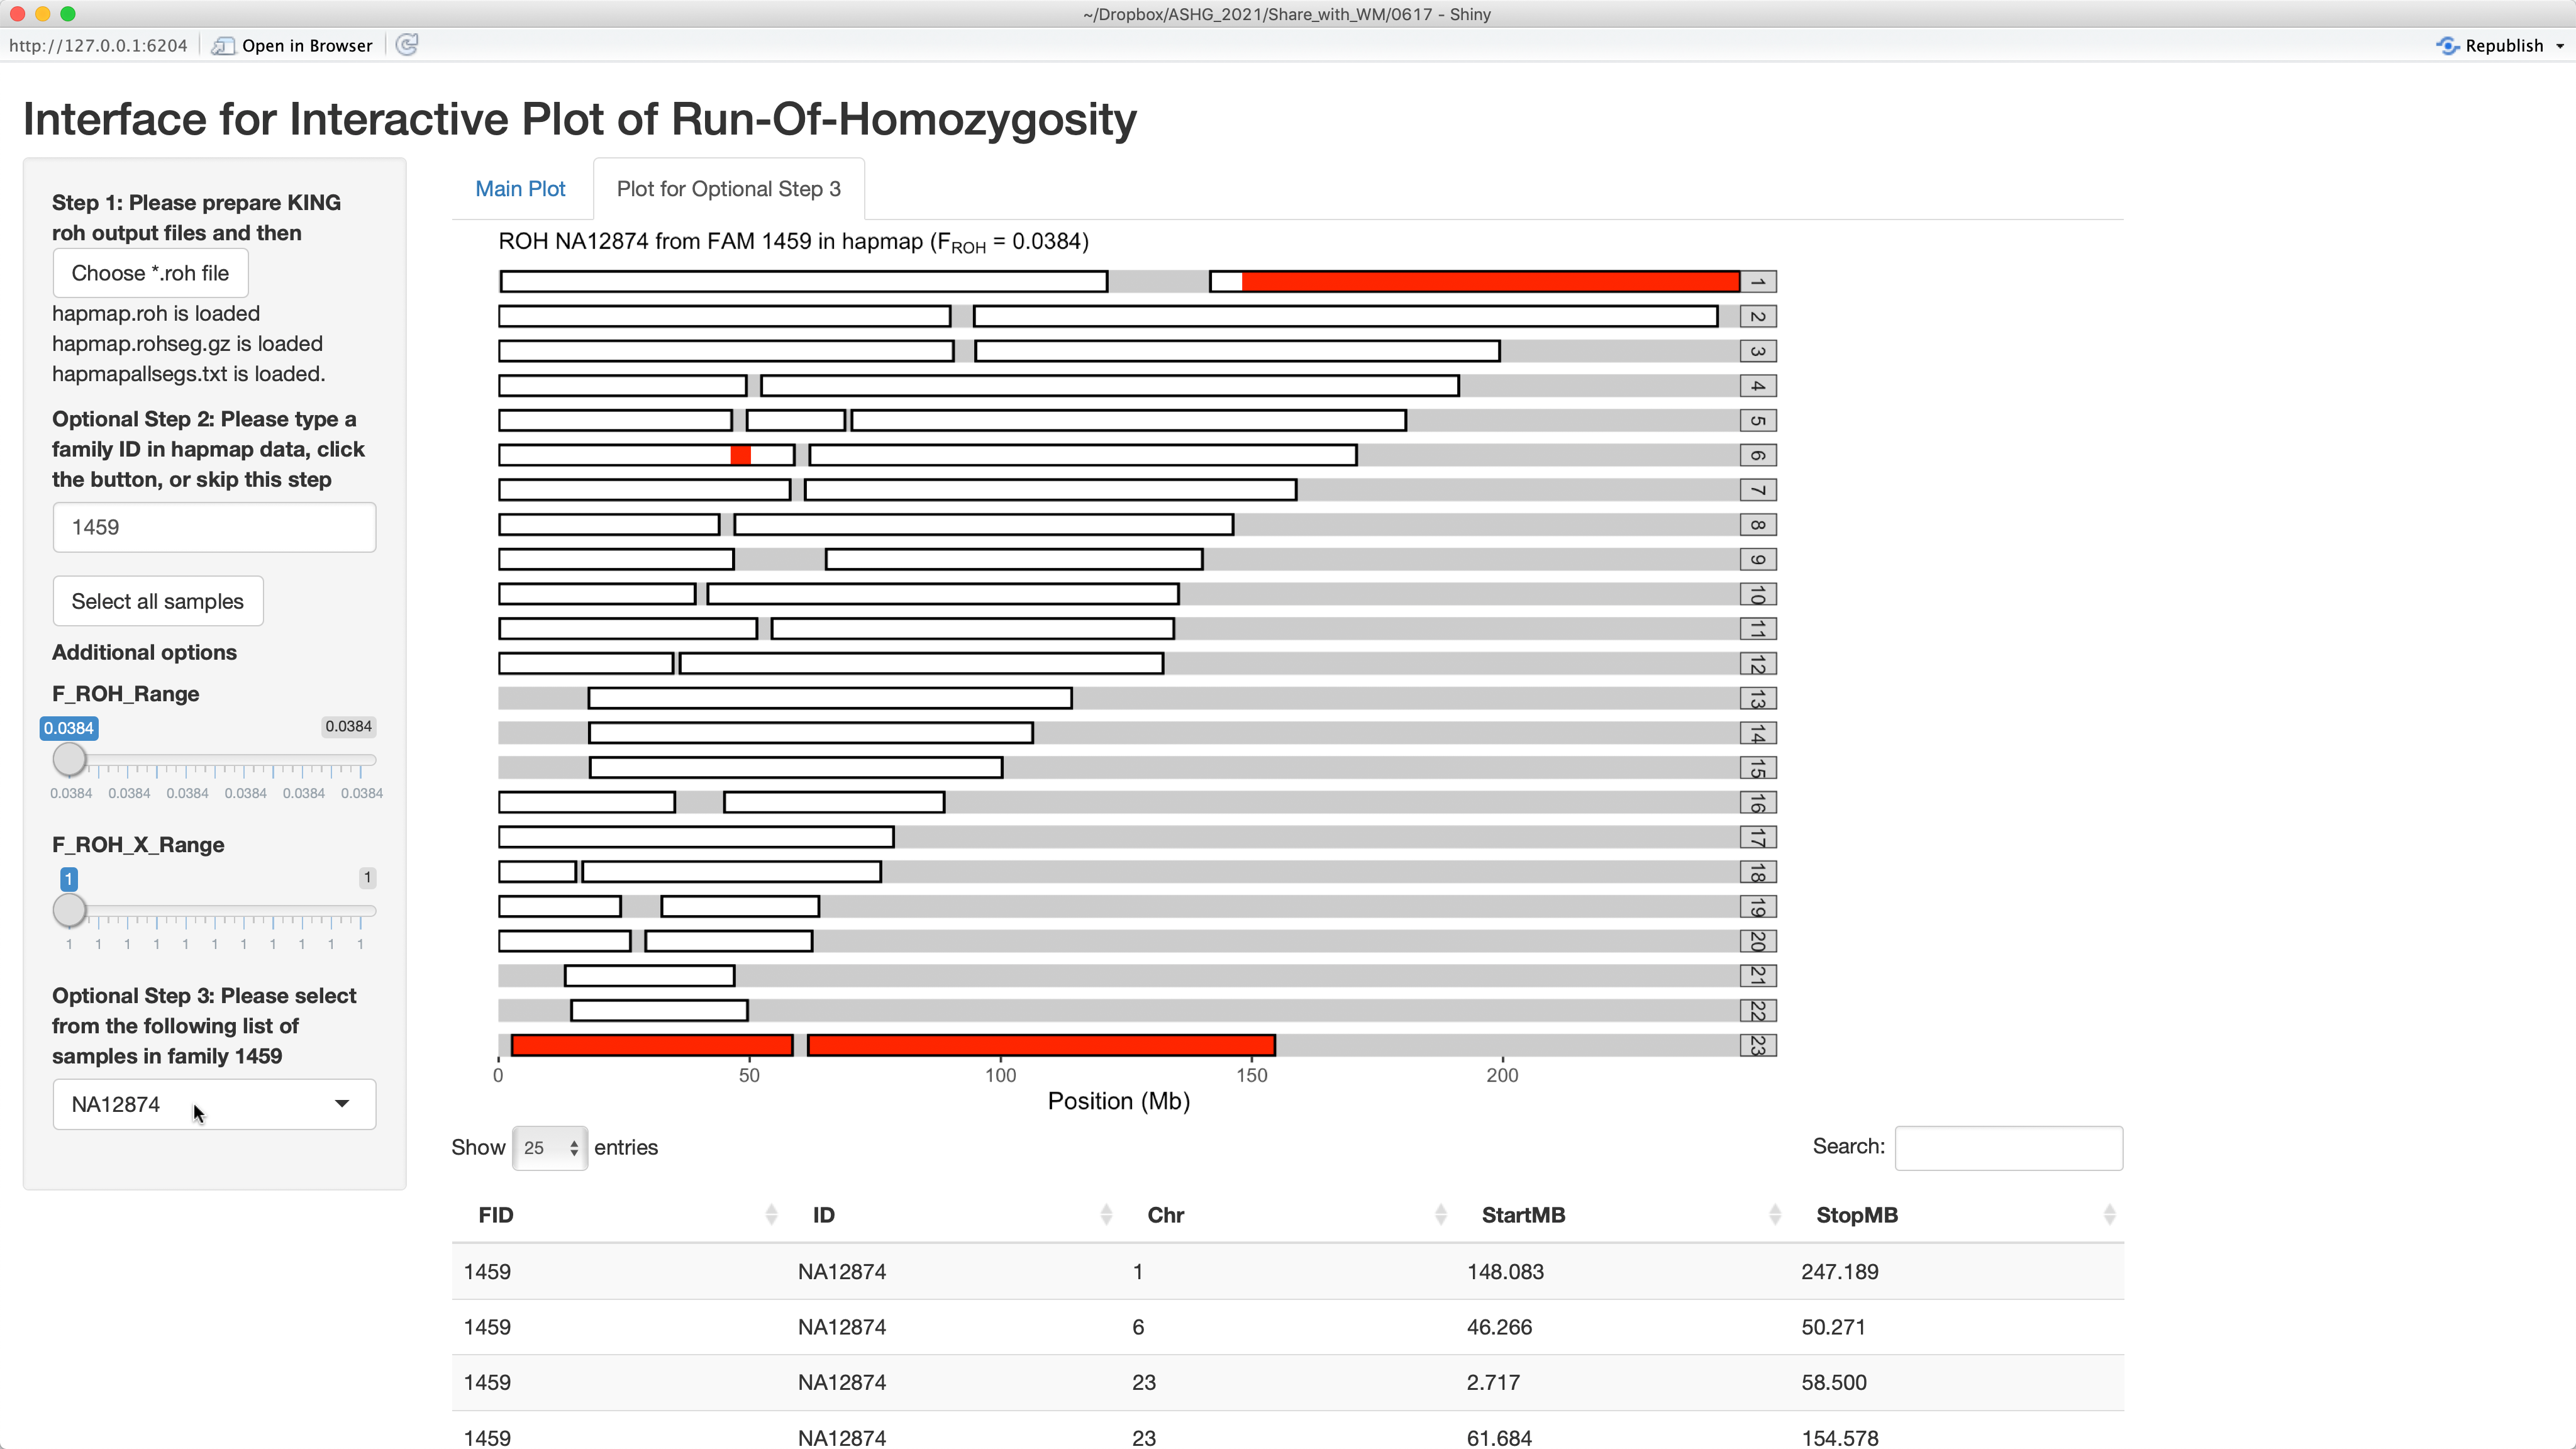 ~/Dropbox/ASHG_2021/Share_with_WM/0617 - Shiny
http://127.0.0.1:6204 Open in Browser Republish
Interface for Interactive Plot of Run-Of-Homozygosity
Step 1: Please prepare KING
roh output files and then
Choose *.roh file
hapmap.roh is loaded
hapmap.rohseg.gz is loaded
hapmapallsegs.txt is loaded.
Optional Step 2: Please type a
family ID in hapmap data, click
the button, or skip this step
1459
Select all samples
Additional options
F_ROH_Range
0.0384 0.0384
0.0384 0.0384 0.0384 0.0384 0.0384 0.0384
F_ROH_X_Range
1 1
1 1 1 1 1 1 1 1 1 1 1
Optional Step 3: Please select
from the following list of
samples in family 1459
NA12874
Main Plot Plot for Optional Step 3
ROH NA12874 from FAM 1459 in hapmap (FROH = 0.0384)
1
2
3
4
5
6
7
8
9
10
11
12
13
14
15
16
17
18
19
20
21
22
23
0 50 100 150 200
Position (Mb)
Show 25 entries Search:
FID ID Chr StartMB StopMB
1459 NA12874 1 148.083 247.189
1459 NA12874 6 46.266 50.271
1459 NA12874 23 2.717 58.500
1459 NA12874 23 61.684 154.578